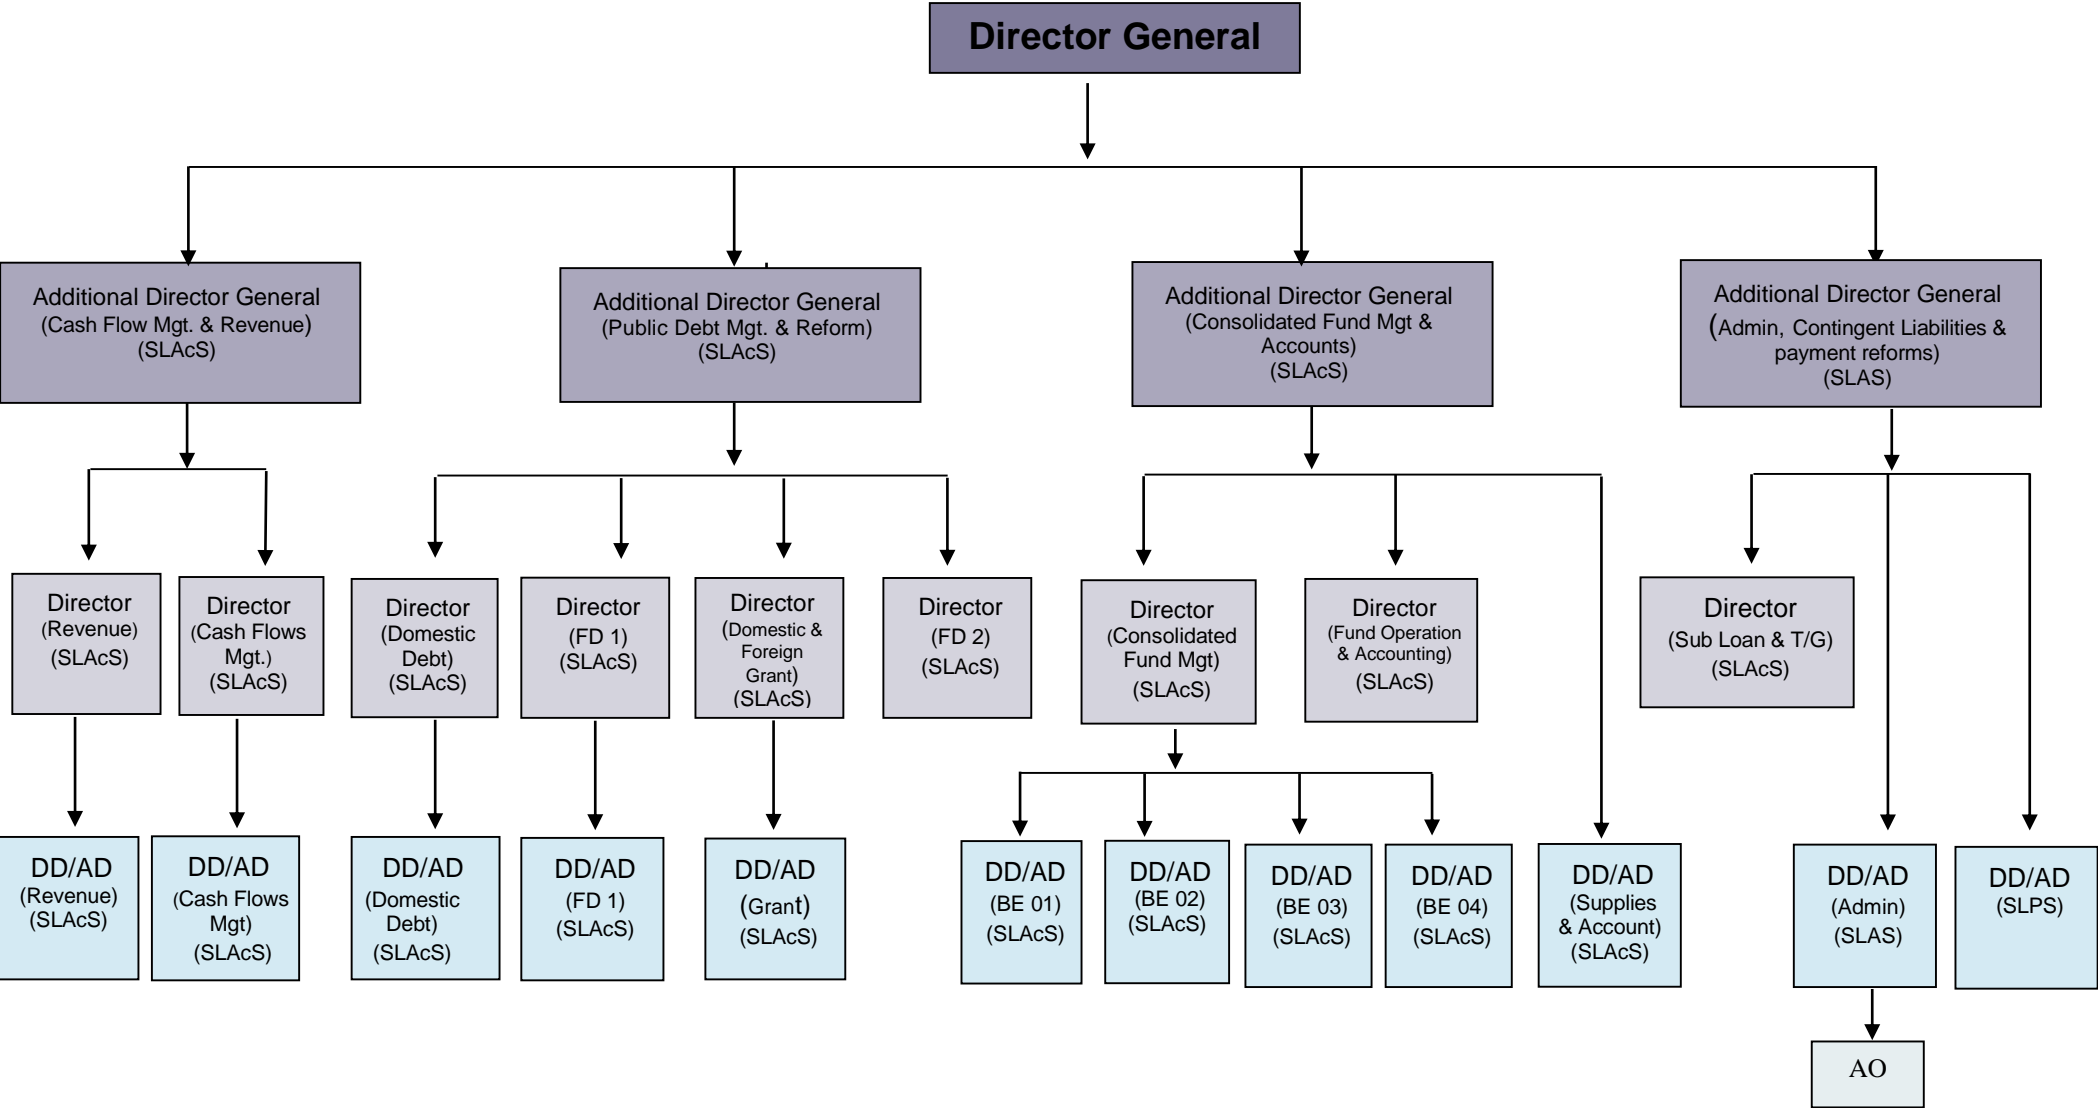 Director General
Additional Director General
(Cash Flow Mgt. & Revenue)
(SLAcS)
Additional Director General
(Public Debt Mgt. & Reform)
(SLAcS)
Additional Director General
(Consolidated Fund Mgt &
Accounts)
(SLAcS)
Additional Director General
(Admin, Contingent Liabilities &
payment reforms)
(SLAS)
Director
(Revenue)
(SLAcS)
Director
(Cash Flows
Mgt.)
(SLAcS)
Director
(Domestic
Debt)
(SLAcS)
Director
(FD 1)
(SLAcS)
Director
(Domestic &
Foreign
Grant)
(SLAcS)
Director
(FD 2)
(SLAcS)
Director
(Consolidated
Fund Mgt)
(SLAcS)
Director
(Fund Operation
& Accounting)
(SLAcS)
Director
(Sub Loan & T/G)
(SLAcS)
DD/AD
(Revenue)
(SLAcS)
DD/AD
(Cash Flows
Mgt)
(SLAcS)
DD/AD
(Domestic
Debt)
(SLAcS)
DD/AD
(FD 1)
(SLAcS)
DD/AD
(Grant)
(SLAcS)
DD/AD
(BE 01)
(SLAcS)
DD/AD
(BE 02)
(SLAcS)
DD/AD
(BE 03)
(SLAcS)
DD/AD
(BE 04)
(SLAcS)
DD/AD
(Supplies
& Account)
(SLAcS)
DD/AD
(Admin)
(SLAS)
DD/AD
(SLPS)
AO